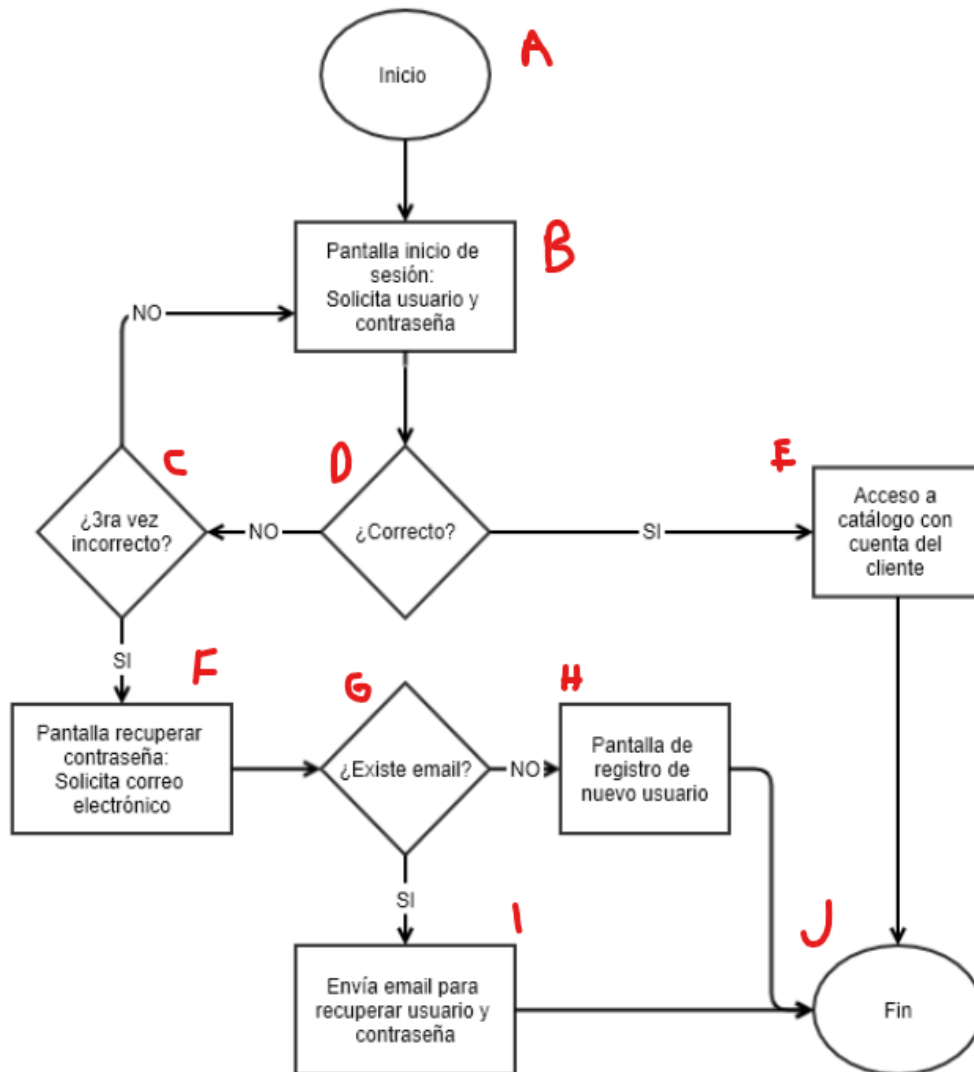 Inicio
A
Pantalla inicio de
sesión:
Solicita usuario y
contraseña
B
NO
C
¿3ra vez
incorrecto?
NO
D
¿Correcto?
SI
E
Acceso a
catálogo con
cuenta del
cliente
SI
F
Pantalla recuperar
contraseña:
Solicita correo
electrónico
G
¿Existe email?
NO
H
Pantalla de
registro de
nuevo usuario
SI
I
Envía email para
recuperar usuario y
contraseña
J
Fin